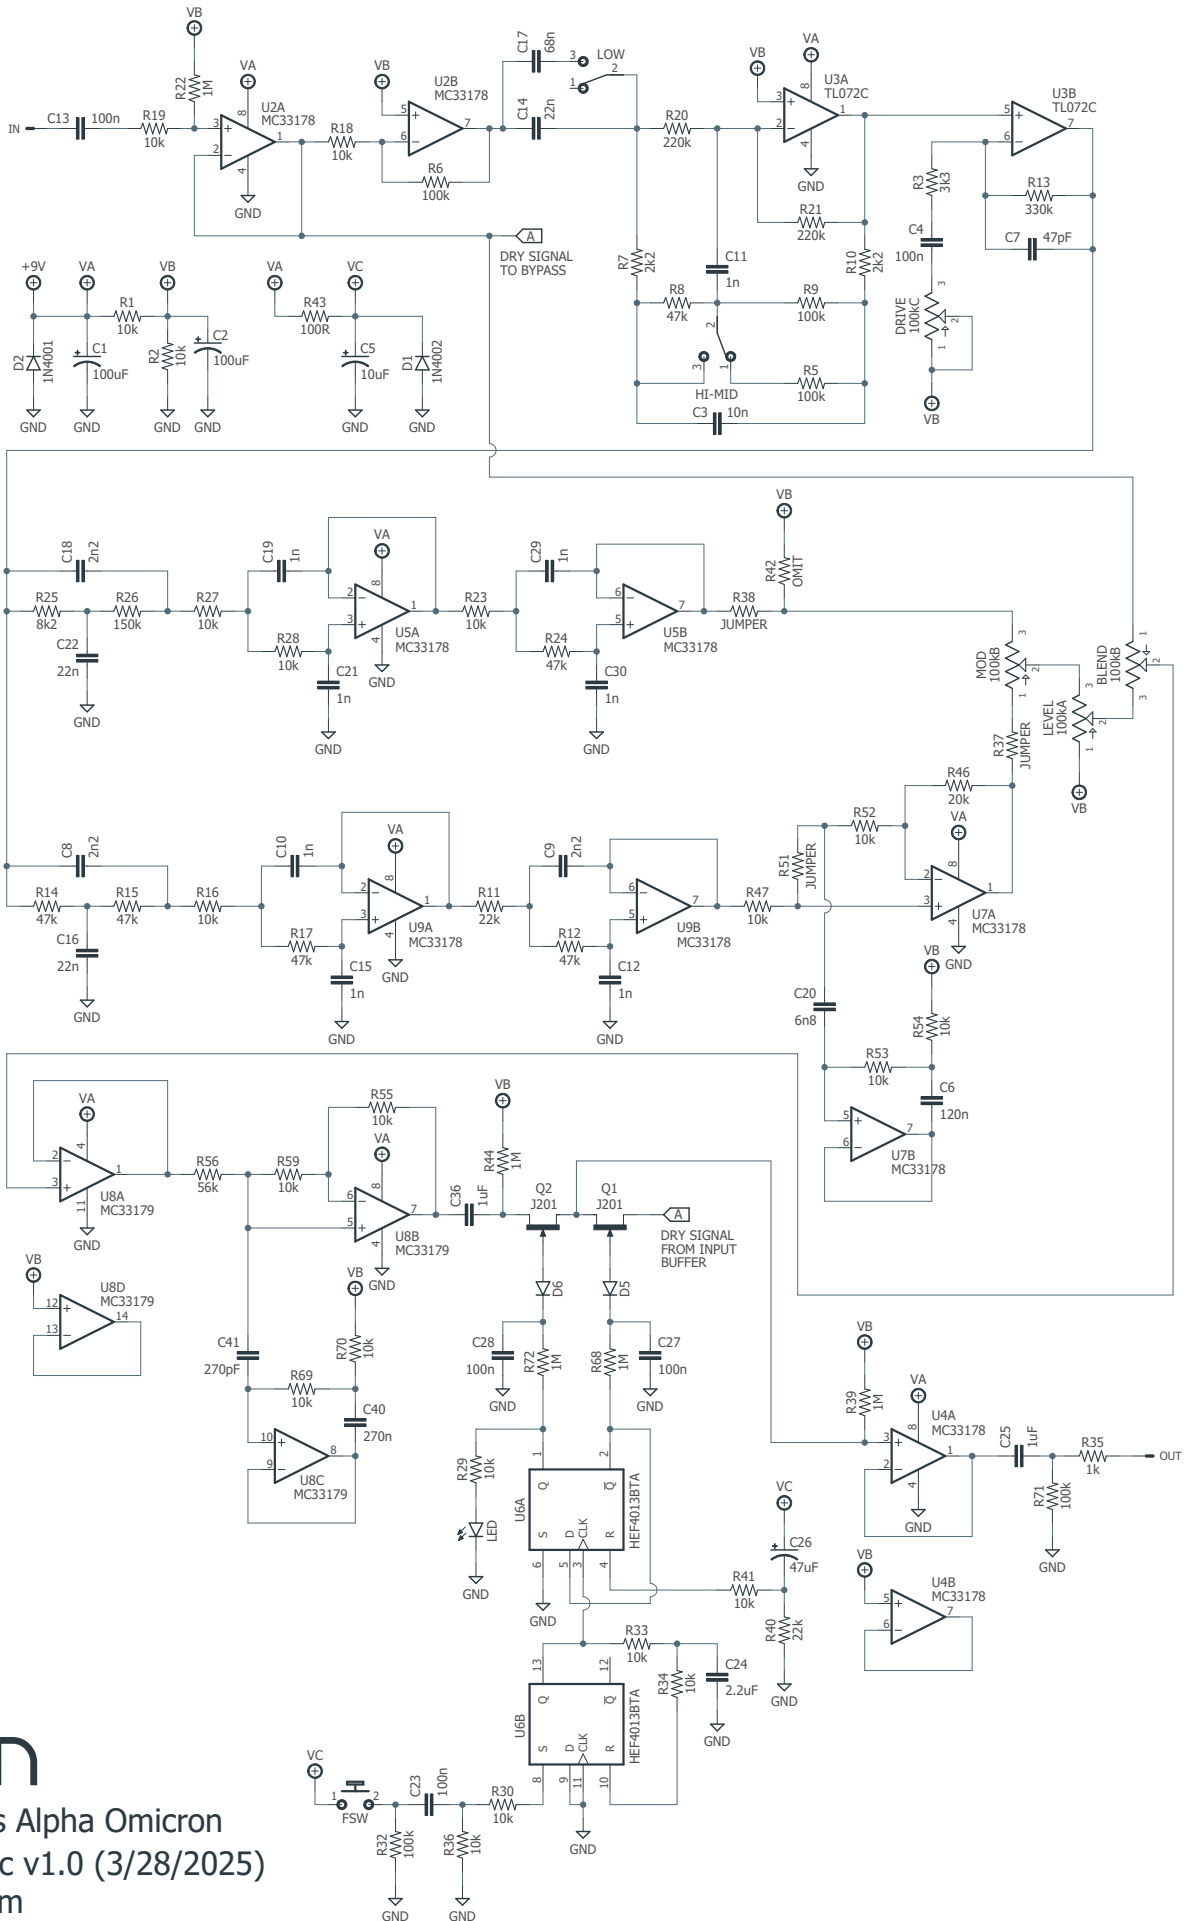 IN
C13
100n
R19
10k
VB
R22
1M
VA
U2A
MC33178
3
2
8
4
1
GND
R18
10k
VB
U2B
MC33178
5
6
7
R6
100k
C17
68n
C14
22n
LOW
3
2
1
R20
220k
VB
VA
U3A
TL072C
3
2
8
4
1
GND
R21
220k
U3B
TL072C
5
6
7
R3
3k3
R13
330k
C7
47pF
C4
100n
DRIVE
100kC
3
2
1
VB
A
DRY SIGNAL
TO BYPASS
R7
2k2
C11
1n
R10
2k2
R8
47k
R9
100k
2
3
1
HI-MID
R5
100k
C3
10n
+9V
VA
VB
R1
10k
D2
1N4001
C1
100uF
R2
10k
C2
100uF
GND
GND
GND
GND
VA
VC
R43
100R
C5
10uF
D1
1N4002
GND
GND
C18
2n2
R25
8k2
R26
150k
R27
10k
C22
22n
GND
C19
1n
R28
10k
C21
1n
GND
VA
2
3
8
4
1
U5A
MC33178
GND
R23
10k
C29
1n
R24
47k
C30
1n
GND
6
5
7
U5B
MC33178
R38
JUMPER
VB
R42
OMIT
MOD
100kB
3
2
1
LEVEL
100kA
3
2
1
VB
BLEND
100kB
1
2
3
R37
JUMPER
C8
2n2
R14
47k
R15
47k
R16
10k
C16
22n
GND
C10
1n
R17
47k
C15
1n
GND
VA
2
3
8
4
1
U9A
MC33178
GND
R11
22k
C9
2n2
R12
47k
C12
1n
GND
6
5
7
U9B
MC33178
R47
10k
R51
JUMPER
R52
10k
R46
20k
VA
2
3
8
4
1
U7A
MC33178
GND
C20
6n8
VB
R54
10k
R53
10k
C6
120n
5
6
7
U7B
MC33178
VA
2
3
4
11
1
U8A
MC33179
GND
R56
56k
R59
10k
R55
10k
VA
6
5
8
4
7
U8B
MC33179
GND
C36
1uF
VB
R44
1M
Q2
J201
Q1
J201
A
DRY SIGNAL
FROM INPUT
BUFFER
VB
U8D
MC33179
12
13
14
C41
270pF
VB
R70
10k
R69
10k
C40
270n
10
9
8
U8C
MC33179
D6
D5
C28
100n
R72
1M
R68
1M
C27
100n
GND
GND
R29
10k
LED
GND
1
2
U6A
HEF4013BTA
Q
Q
S
D
CLK
R
6
5
3
4
GND
R41
10k
VC
C26
47uF
R40
22k
GND
VB
R39
1M
VA
U4A
MC33178
3
2
8
4
1
GND
C25
1uF
R35
1k
OUT
R71
100k
GND
VB
U4B
MC33178
5
6
7
R33
10k
R34
10k
C24
2.2uF
GND
13
12
U6B
HEF4013BTA
Q
Q
S
D
CLK
R
8
9
11
10
GND
VC
1
2
FSW
C23
100n
R30
10k
R32
100k
R36
10k
GND
GND
s Alpha Omicron
c v1.0 (3/28/2025)
m